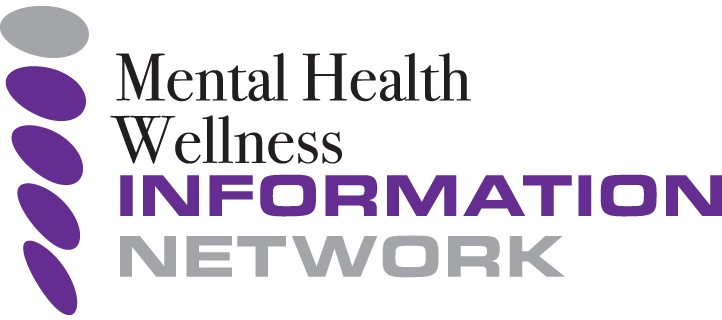 Mental Health
Wellness
INFORMATION
NETWORK